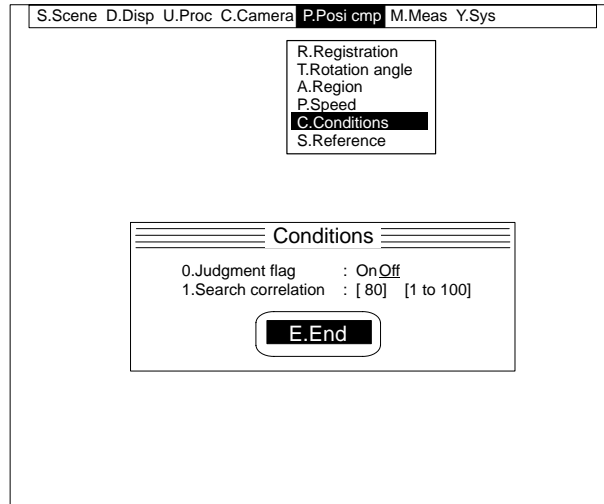 S.Scene D.Disp U.Proc C.Camera P.Posi cmp M.Meas Y.Sys
R.Registration
T.Rotation angle
A.Region
P.Speed
C.Conditions
S.Reference
Conditions
0.Judgment flag : On Off
1.Search correlation : [ 80] [1 to 100]
E.End